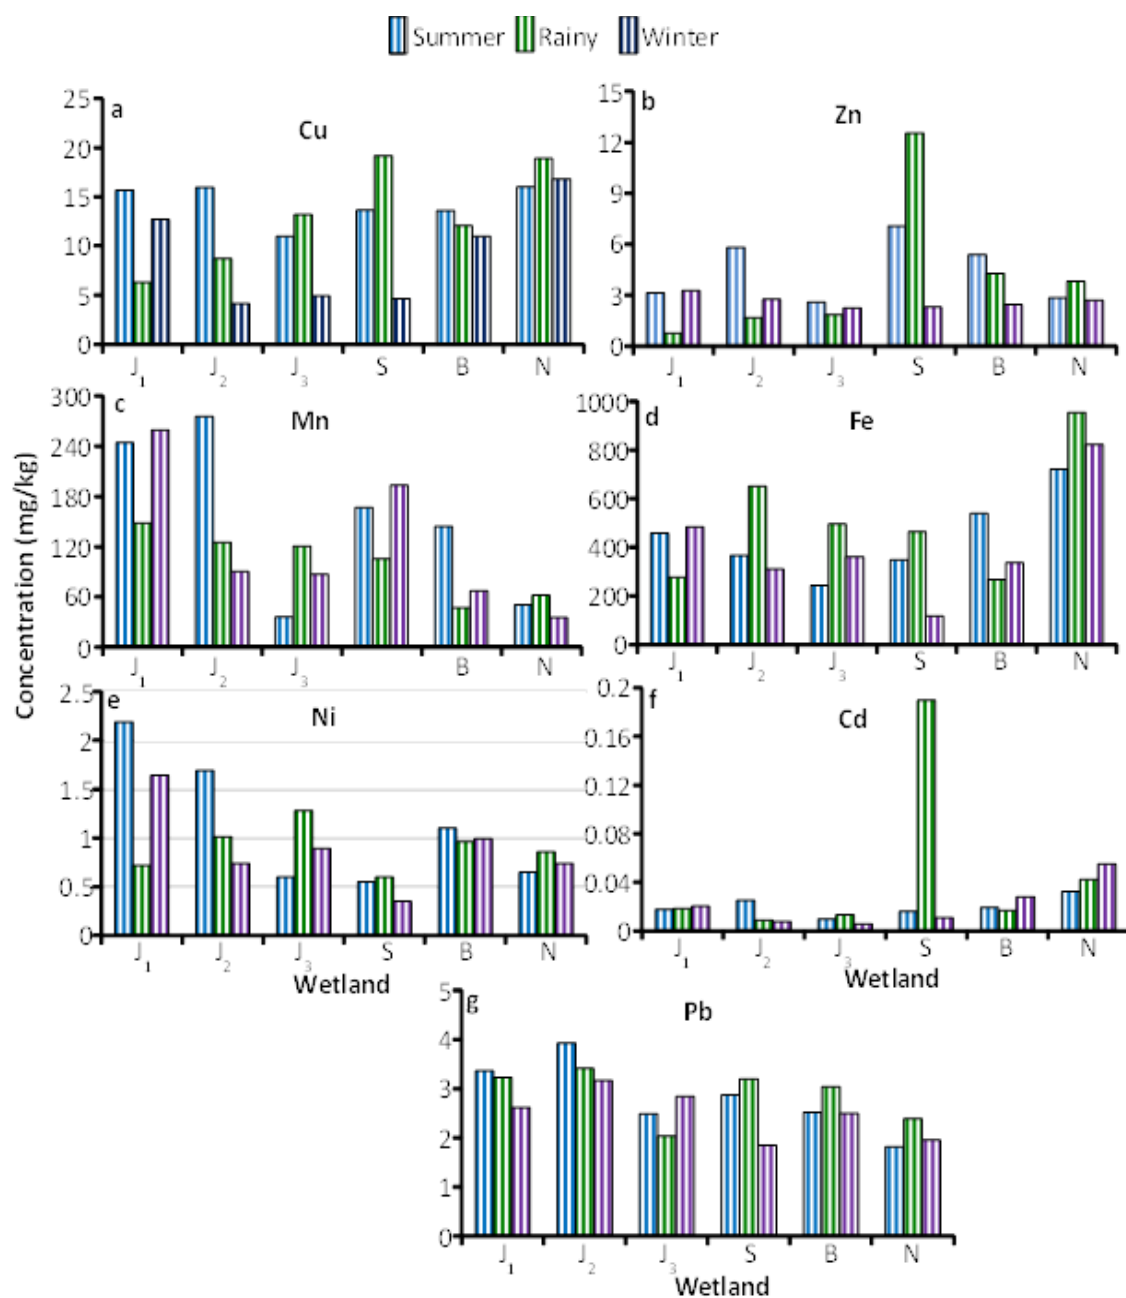 Summer Rainy Winter
a
Cu
25
20
15
10
5
0
J1 J2 J3 S B N
b
Zn
15
12
9
6
3
0
J1 J2 J3 S B N
Concentration (mg/kg)
c
Mn
300
240
180
120
60
0
J1 J2 J3 B N
d
Fe
1000
800
600
400
200
0
J1 J2 J3 S B N
e
Ni
2.5
2
1.5
1
0.5
0
J1 J2 J3 S B N
Wetland
f
Cd
0.2
0.16
0.12
0.08
0.04
0
J1 J2 J3 S B N
Wetland
g
Pb
5
4
3
2
1
0
J1 J2 J3 S B N
Wetland